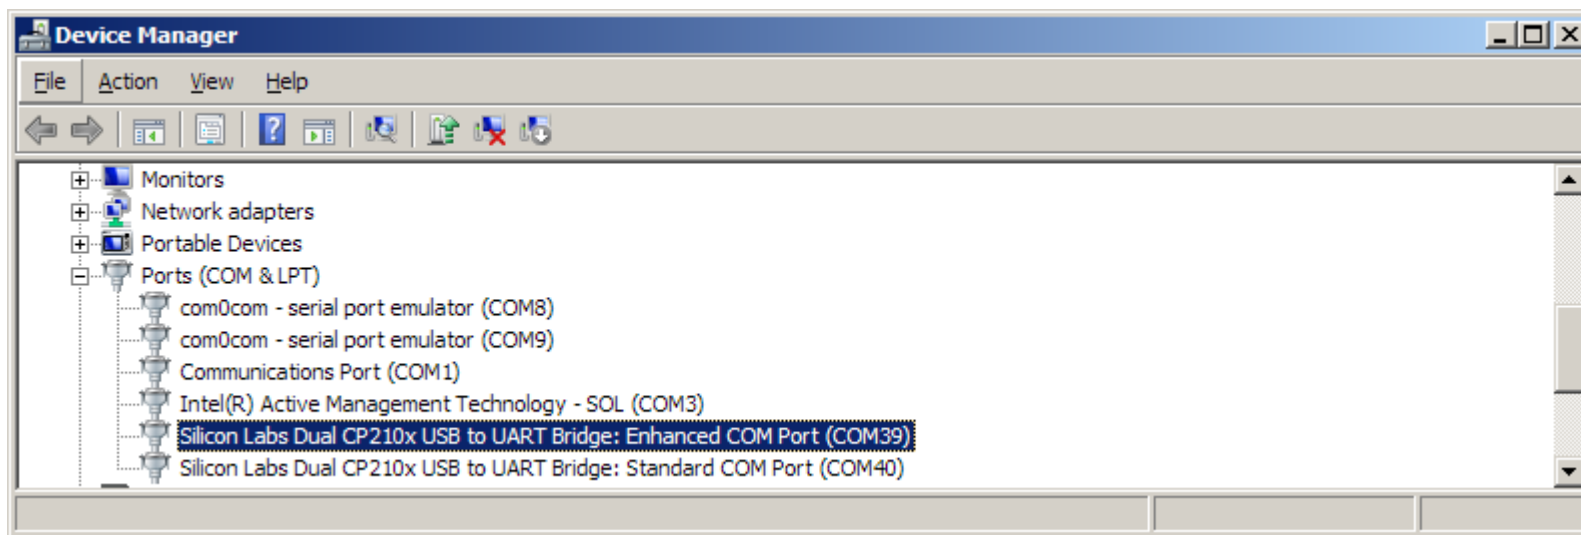 Device Manager
File Action View Help
Monitors
Network adapters
Portable Devices
Ports (COM & LPT)
com0com - serial port emulator (COM8)
com0com - serial port emulator (COM9)
Communications Port (COM1)
Intel(R) Active Management Technology - SOL (COM3)
Silicon Labs Dual CP210x USB to UART Bridge: Enhanced COM Port (COM39)
Silicon Labs Dual CP210x USB to UART Bridge: Standard COM Port (COM40)